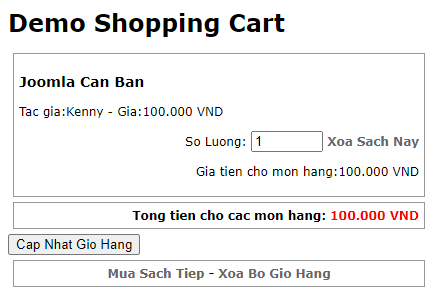 Demo Shopping Cart
Joomla Can Ban
Tac gia:Kenny - Gia:100.000 VND
So Luong: 1 Xoa Sach Nay
Gia tien cho mon hang:100.000 VND
Tong tien cho cac mon hang: 100.000 VND
Cap Nhat Gio Hang
Mua Sach Tiep - Xoa Bo Gio Hang